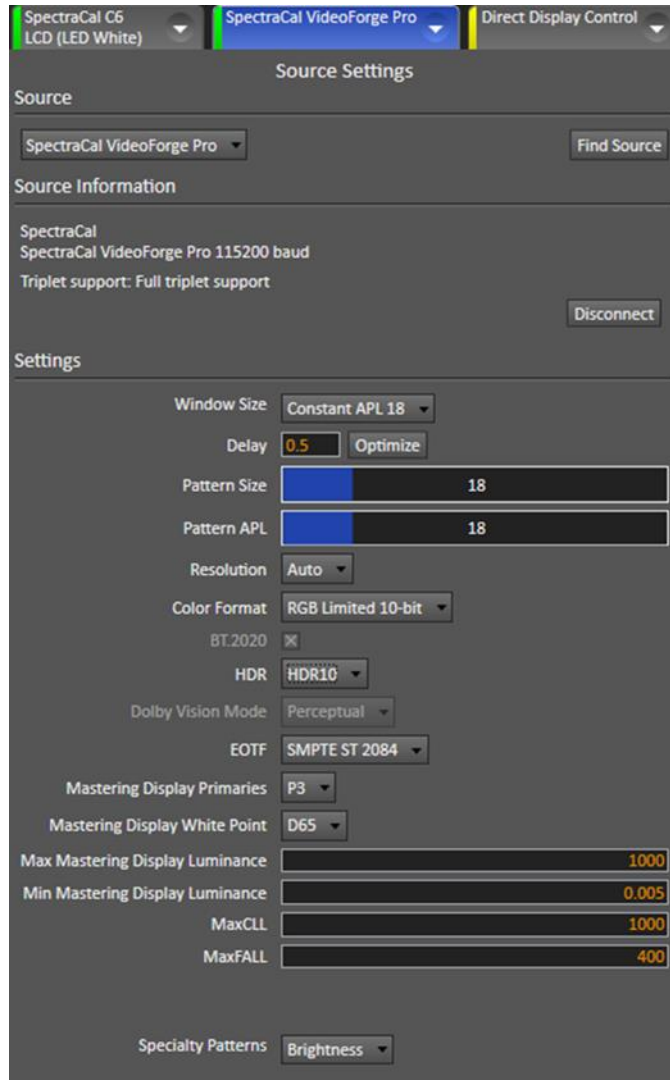 SpectraCal C6
LCD (LED White)
SpectraCal VideoForge Pro
Direct Display Control
Source Settings
Source
SpectraCal VideoForge Pro
Find Source
Source Information
SpectraCal
SpectraCal VideoForge Pro 115200 baud
Triplet support: Full triplet support
Disconnect
Settings
Window Size Constant APL 18
Delay 0.5 Optimize
Pattern Size 18
Pattern APL 18
Resolution Auto
Color Format RGB Limited 10-bit
BT.2020
HDR HDR10
Dolby Vision Mode Perceptual
EOTF SMPTE ST 2084
Mastering Display Primaries P3
Mastering Display White Point D65
Max Mastering Display Luminance 1000
Min Mastering Display Luminance 0.005
MaxCLL 1000
MaxFALL 400
Specialty Patterns Brightness